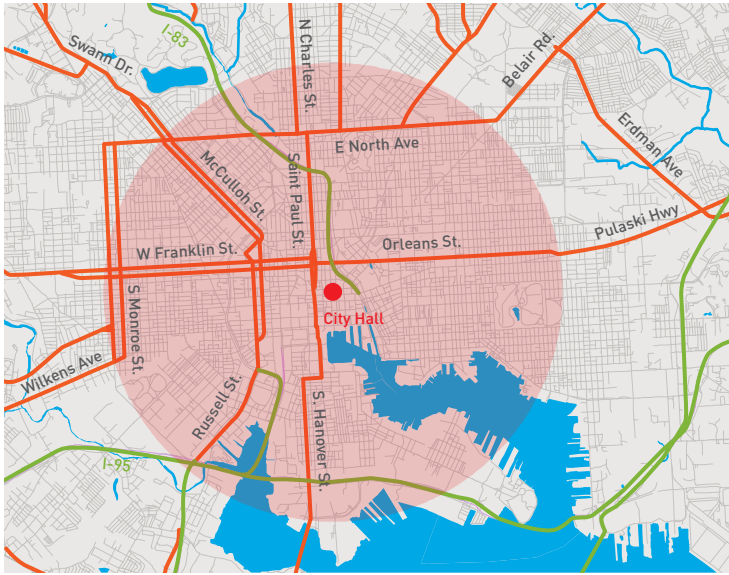 I-83
N Charles St.
Swann Dr.
Belair Rd.
E North Ave
Erdman Ave
McCulloh St.
Saint Paul St.
Orleans St.
Pulaski Hwy
W Franklin St.
S Monroe St.
City Hall
Wilkens Ave
Russell St.
S. Hanover St.
I-95